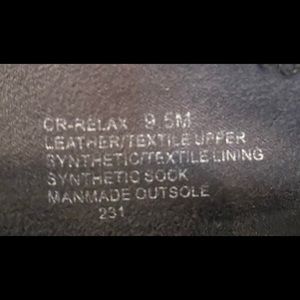 CR-RELAX 9.5M
LEATHER/TEXTILE UPPER
SYNTHETIC/TEXTILE LINING
SYNTHETIC SOCK
MANMADE OUTSOLE
231